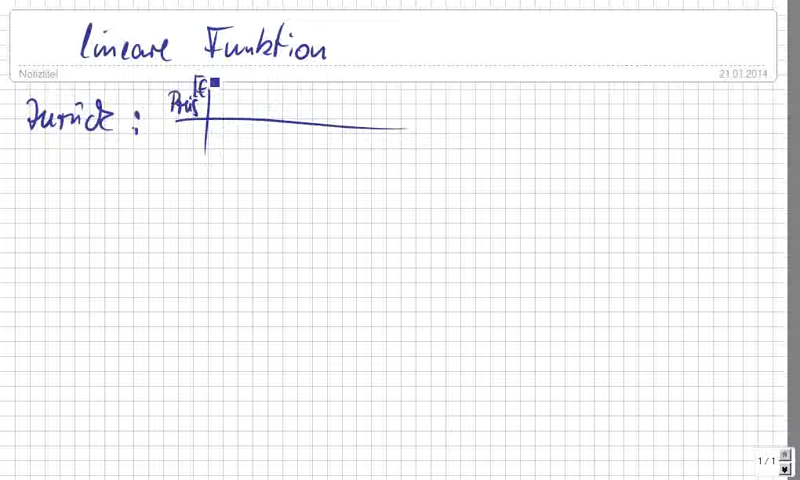 lineare Funktion
Notiztitel
21.01.2014
Zurück:
Preis [€
1/1